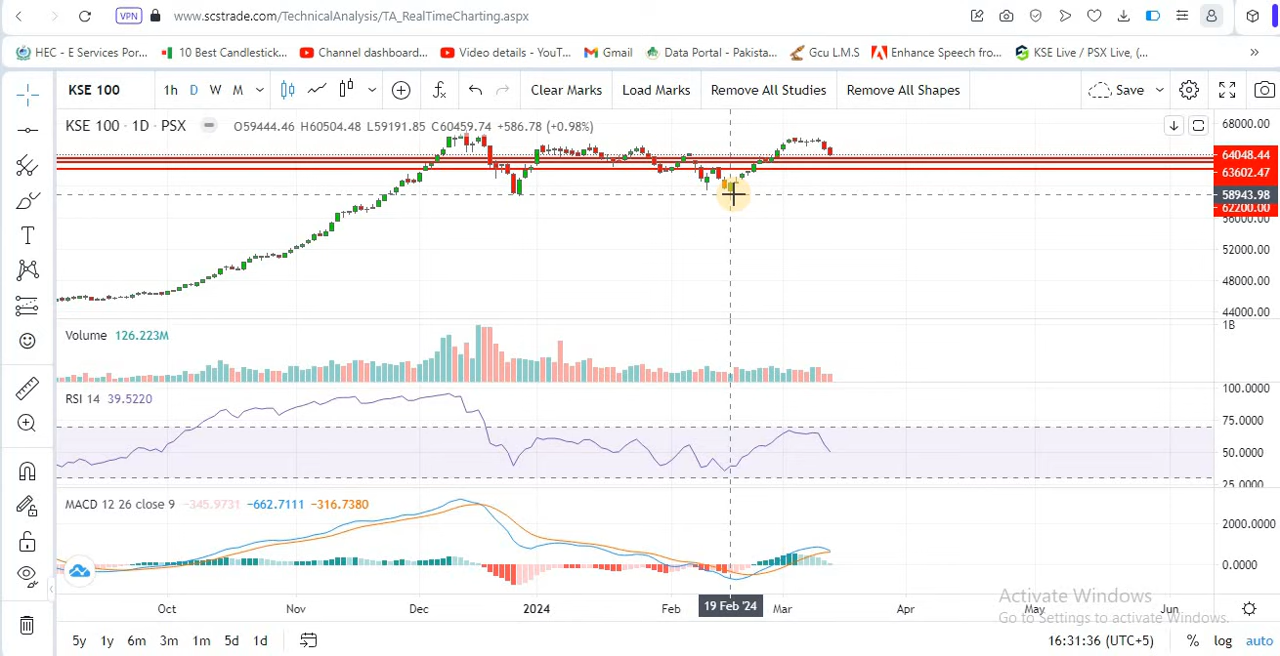 VPN www.scstrade.com/TechnicalAnalysis/TA_RealTimeCharting.aspx
HEC - E Services Por... 10 Best Candlestick... Channel dashboard... Video details - YouT... Gmail Data Portal - Pakista... Gcu L.M.S Enhance Speech fro... KSE Live / PSX Live, (... »
KSE 100 1h D W M Clear Marks Load Marks Remove All Studies Remove All Shapes Save
KSE 100 · 1D · PSX O59444.46 H60504.48 L59191.85 C60459.74 +586.78 (+0.98%)
68000.00
64048.44
63602.47
58943.98
62200.00
56000.00
52000.00
48000.00
44000.00
Volume 126.223M
1B
RSI 14 39.5220
100.0000
75.0000
50.0000
25.0000
MACD 12 26 close 9 -345.9731 -662.7111 -316.7380
2000.0000
0.0000
Oct Nov Dec 2024 Feb 19 Feb '24 Mar Apr May Jun
Activate Windows
Go to Settings to activate Windows.
5y 1y 6m 3m 1m 5d 1d 16:31:36 (UTC+5) % log auto